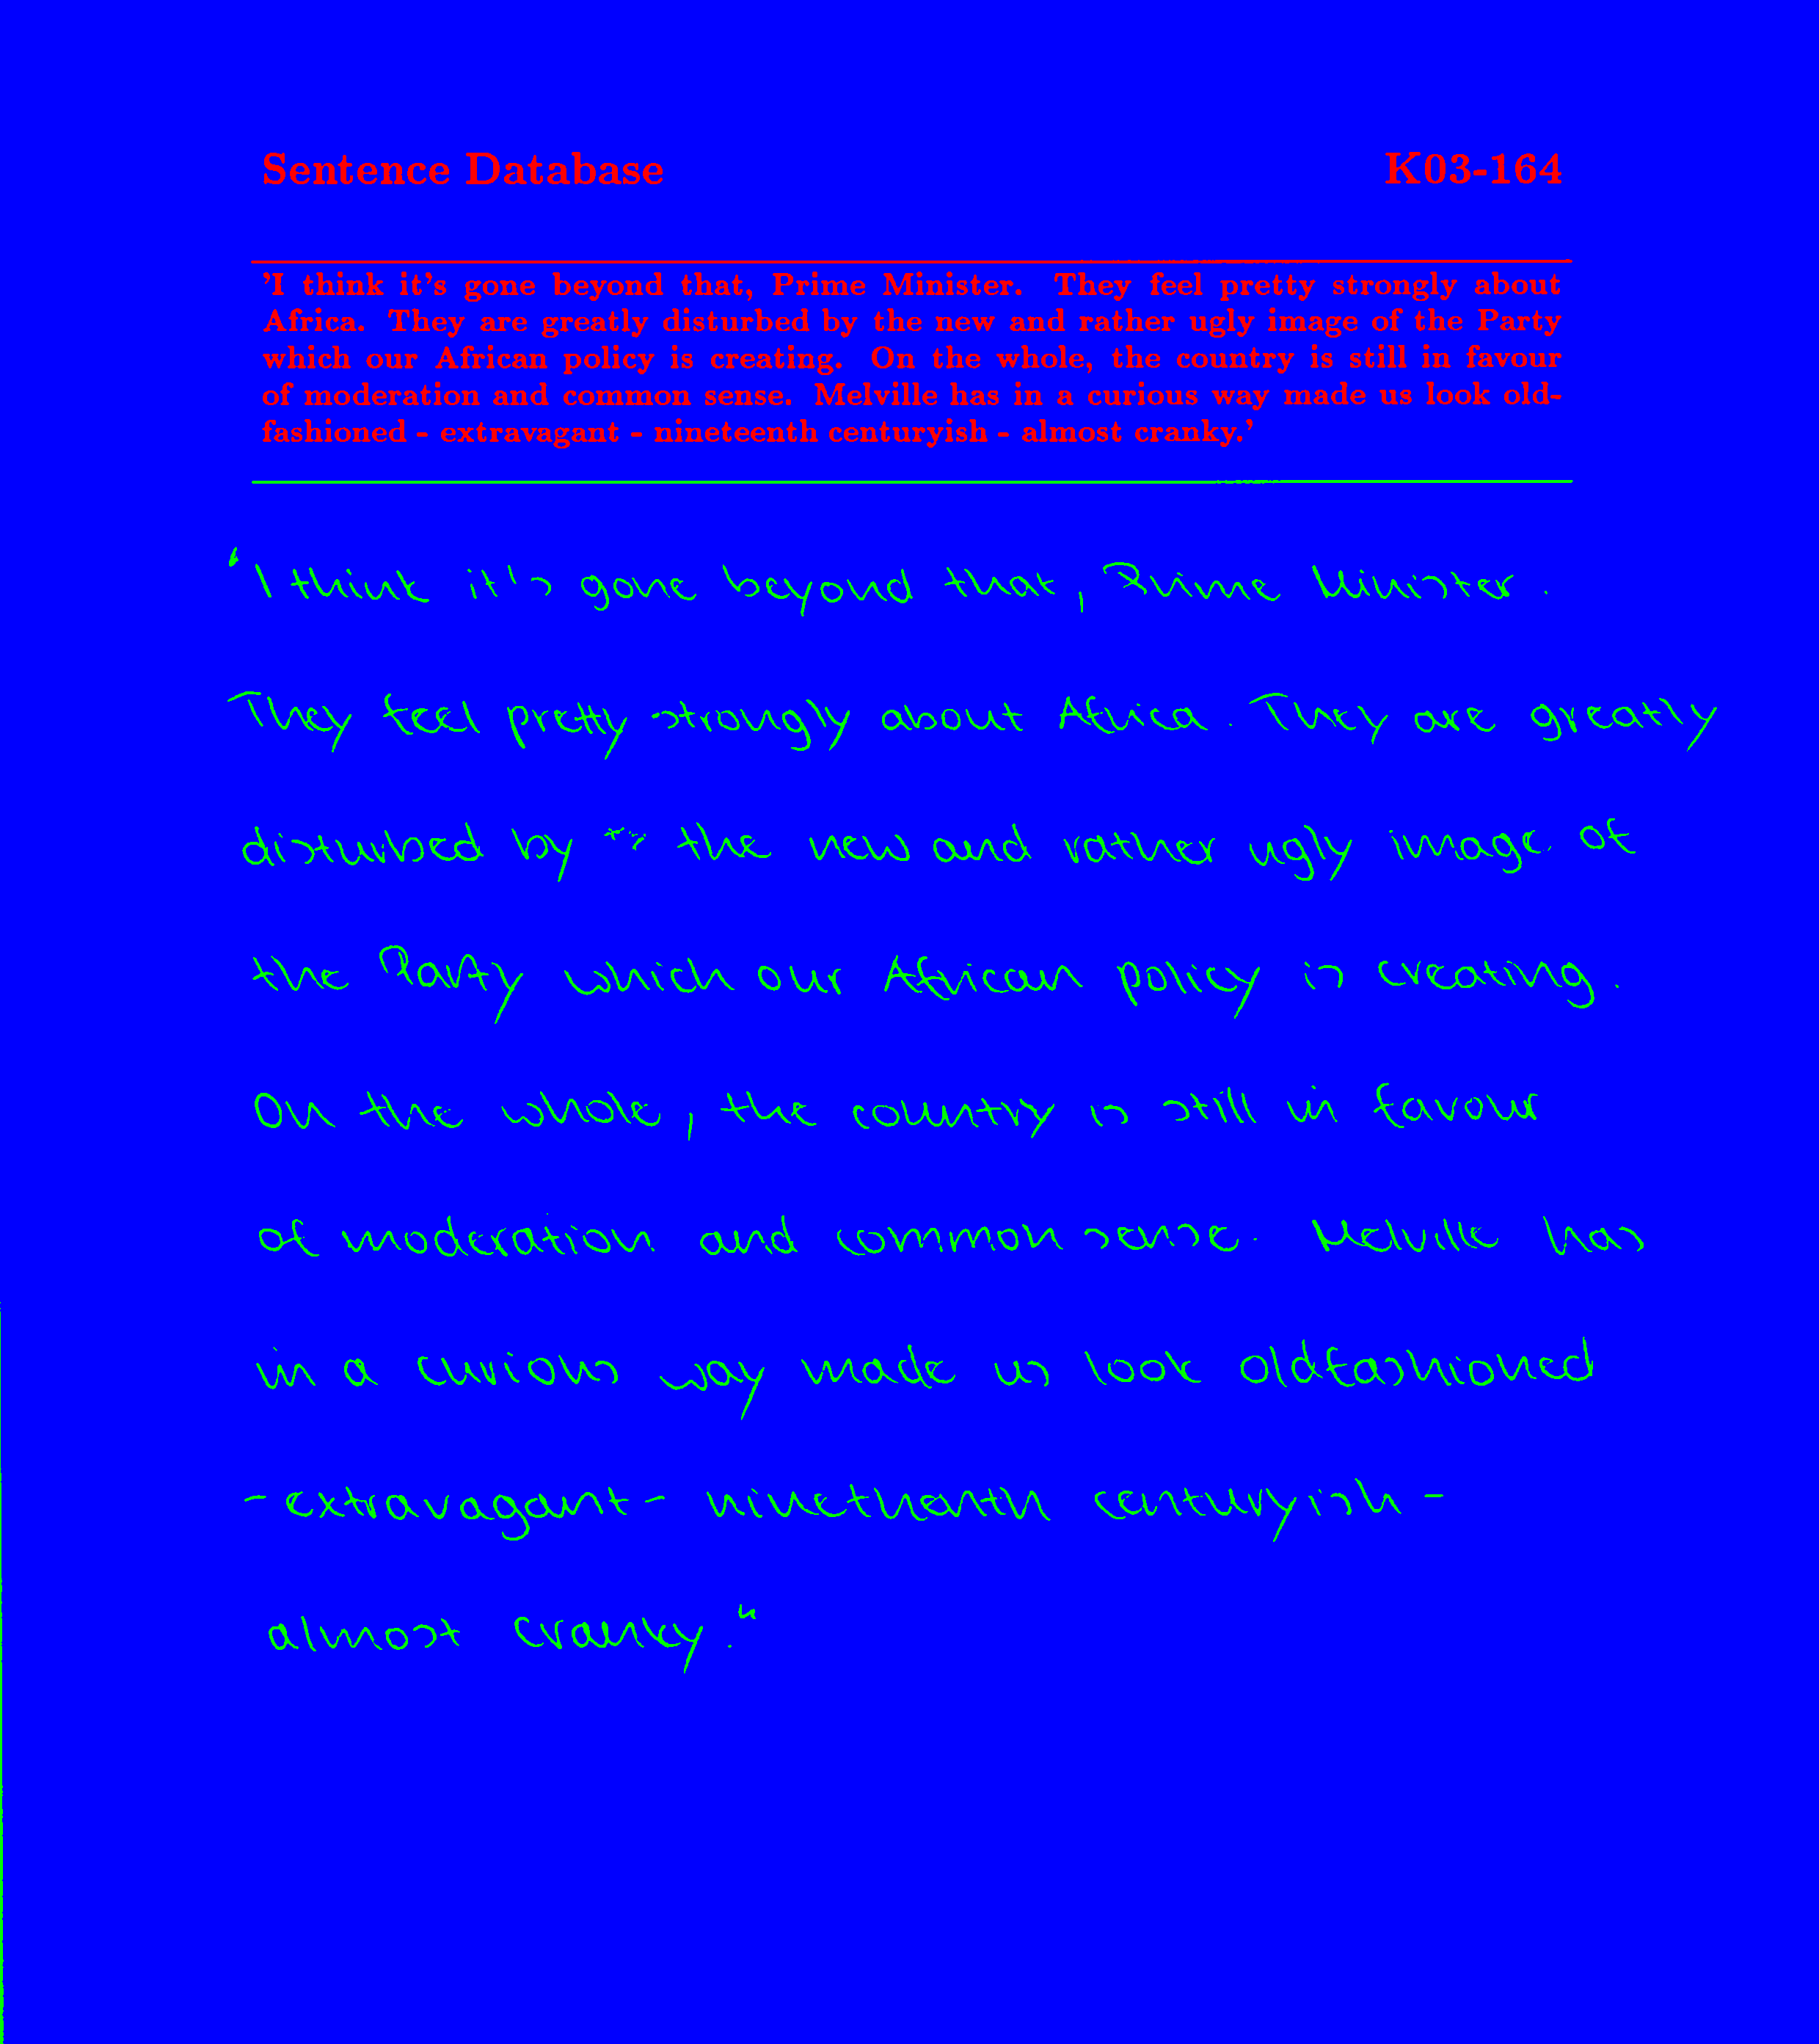 Sentence Database K03-164
'I think it's gone beyond that, Prime Minister. They feel pretty strongly about
Africa. They are greatly disturbed by the new and rather ugly image of the Party
which our African policy is creating. On the whole, the country is still in favour
of moderation and common sense. Melville has in a curious way made us look old-
fashioned - extravagant - nineteenth centuryish - almost cranky.'
"I think it's gone beyond that, Prime Minister.
They feel pretty strongly about Africa. They are greatly
disturbed by the new and rather ugly image of
the Party which our African policy is creating.
On the whole, the country is still in favour
of moderation and common sense. Melville has
in a curious way made us look oldfashioned
- extravagant - ninethenth centuryish -
almost cranky."